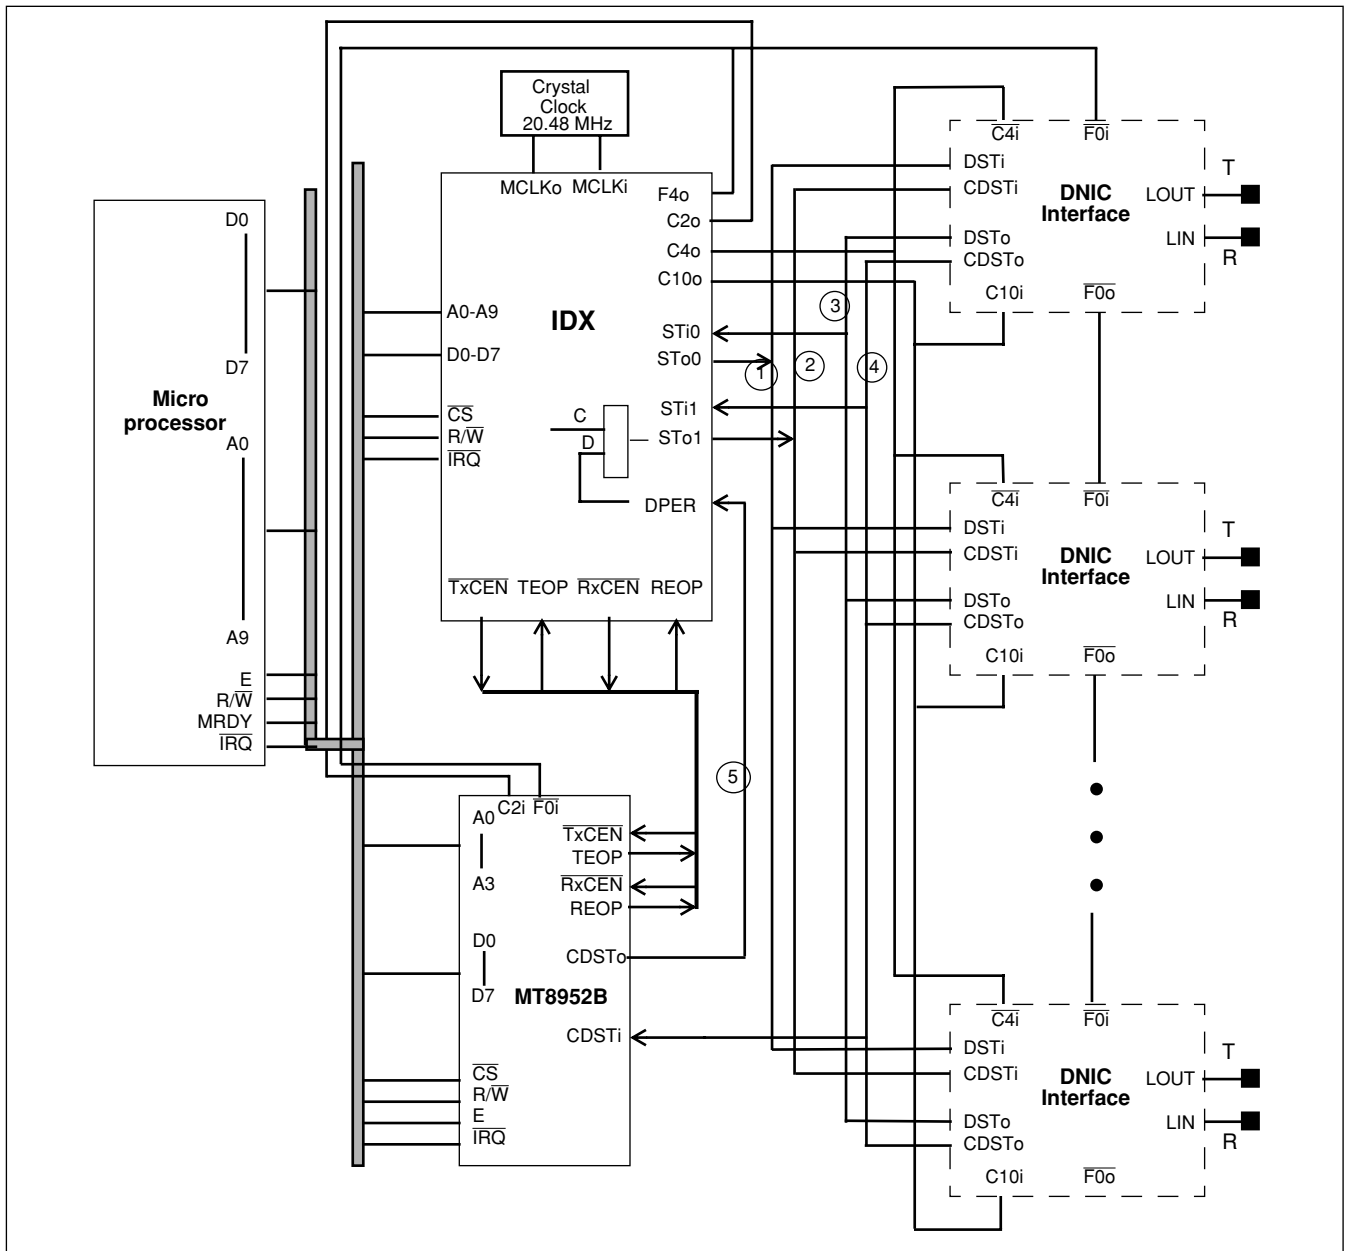 Crystal
Clock
20.48 MHz
MCLKo MCLKi
F4o
C2o
C4o
C10o
IDX
A0-A9
D0-D7
CS
R/W
IRQ
STi0
STo0
STi1
STo1
C
D
DPER
TxCEN TEOP RxCEN REOP
D0
D7
Micro
processor
A0
A9
E
R/W
MRDY
IRQ
1
2
3
4
5
C2i F0i
A0
A3
TxCEN
TEOP
RxCEN
REOP
D0
D7
CDSTo
MT8952B
CDSTi
CS
R/W
E
IRQ
C4i F0i
DSTi
CDSTi
DNIC
Interface
DSTo
CDSTo
C10i F0o
LOUT
LIN
T
R
C4i F0i
DSTi
CDSTi
DNIC
Interface
DSTo
CDSTo
C10i F0o
LOUT
LIN
T
R
C4i F0i
DSTi
CDSTi
DNIC
Interface
DSTo
CDSTo
C10i F0o
LOUT
LIN
T
R